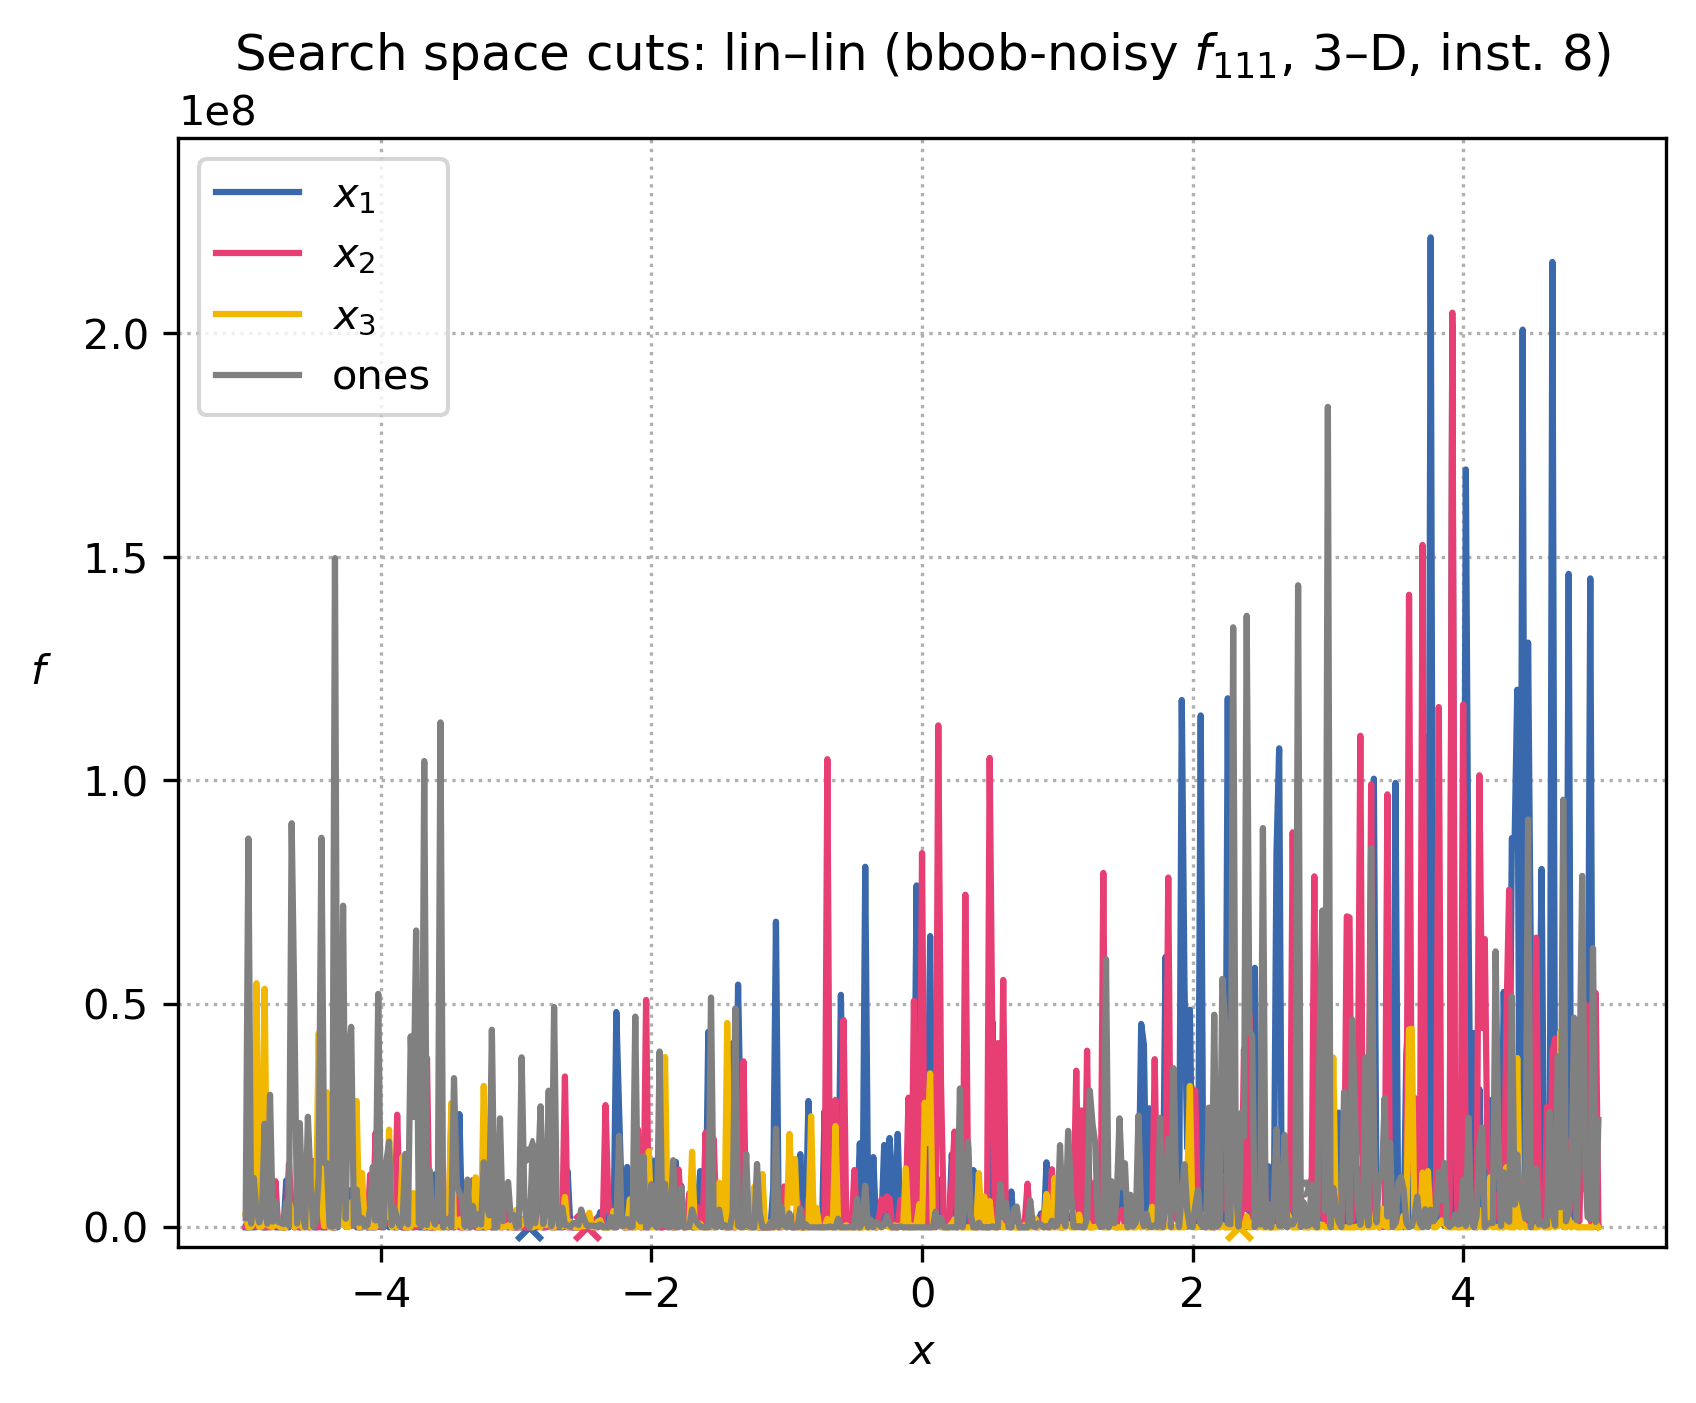 Search space cuts: lin–lin (bbob-noisy f₁₁₁, 3–D, inst. 8)
1e8
x₁
x₂
x₃
ones
2.0
1.5
1.0
0.5
0.0
f
−4
−2
0
2
4
x